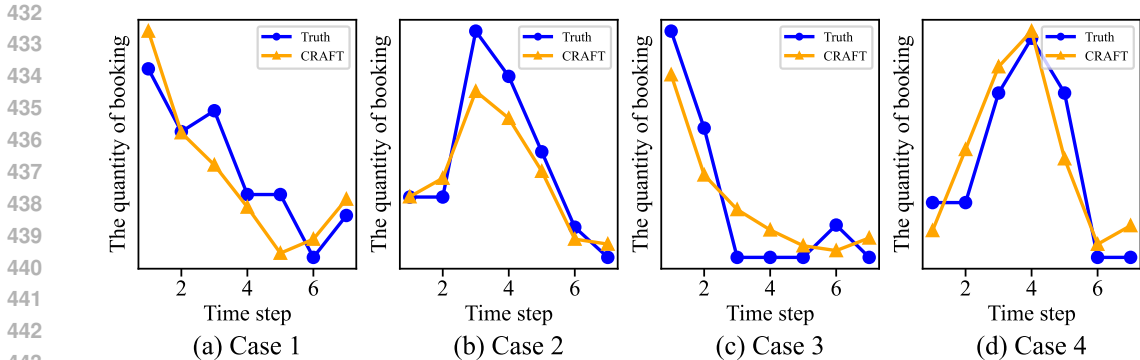 432
433
434
435
436
437
438
439
440
441
442
The quantity of booking
Truth
CRAFT
2 4 6
Time step
(a) Case 1
The quantity of booking
Truth
CRAFT
2 4 6
Time step
(b) Case 2
The quantity of booking
Truth
CRAFT
2 4 6
Time step
(c) Case 3
The quantity of booking
Truth
CRAFT
2 4 6
Time step
(d) Case 4